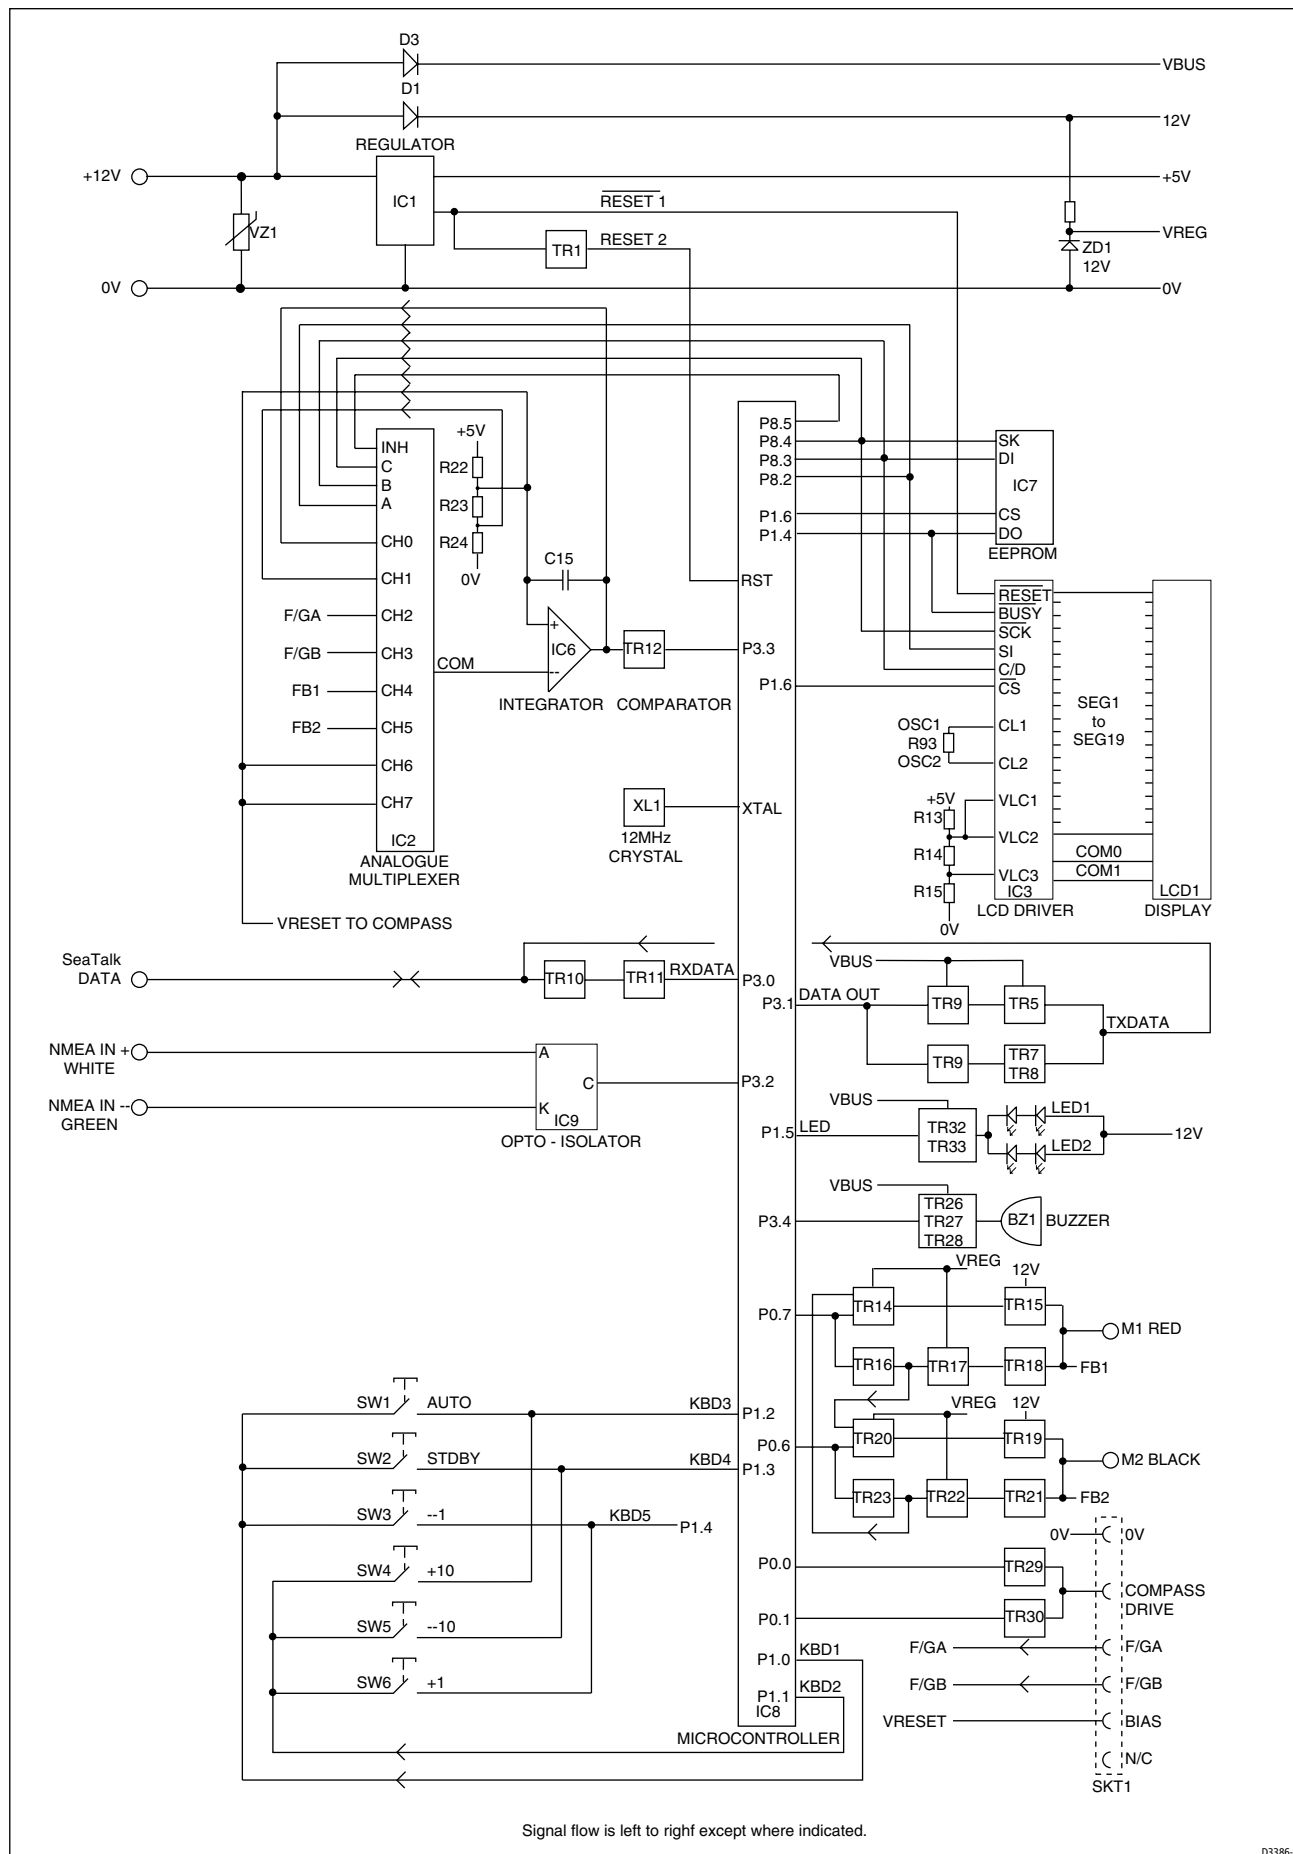 D3
VBUS
D1
12V
REGULATOR
+12V
IC1
+5V
RESET 1
VZ1
TR1
RESET 2
VREG
ZD1
12V
0V
0V
P8.5
P8.4
P8.3
P8.2
P1.6
P1.4
SK
DI
IC7
CS
DO
EEPROM
INH
C
B
A
CH0
CH1
CH2
CH3
CH4
CH5
CH6
CH7
IC2
ANALOGUE
MULTIPLEXER
+5V
R22
R23
R24
0V
F/GA
F/GB
FB1
FB2
COM
C15
+
IC6
--
INTEGRATOR
TR12
COMPARATOR
RST
P3.3
P1.6
RESET
BUSY
SCK
SI
C/D
CS
CL1
CL2
VLC1
VLC2
VLC3
IC3
LCD DRIVER
SEG1
to
SEG19
OSC1
R93
OSC2
+5V
R13
R14
R15
0V
COM0
COM1
LCD1
DISPLAY
XL1
12MHz
CRYSTAL
XTAL
VRESET TO COMPASS
SeaTalk
DATA
TR10
TR11
RXDATA
P3.0
P3.1
DATA OUT
VBUS
TR9
TR5
TXDATA
TR9
TR7
TR8
NMEA IN +
WHITE
NMEA IN --
GREEN
A
C
K
IC9
OPTO - ISOLATOR
P3.2
P1.5
LED
VBUS
TR32
TR33
LED1
LED2
12V
P3.4
VBUS
TR26
TR27
TR28
BZ1
BUZZER
P0.7
VREG
12V
TR14
TR15
M1 RED
TR16
TR17
TR18
FB1
P0.6
VREG
12V
TR20
TR19
M2 BLACK
TR23
TR22
TR21
FB2
SW1
AUTO
KBD3
P1.2
SW2
STDBY
KBD4
P1.3
SW3
--1
KBD5
P1.4
SW4
+10
SW5
--10
SW6
+1
P0.0
TR29
P0.1
TR30
P1.0
KBD1
P1.1
KBD2
IC8
MICROCONTROLLER
0V
0V
COMPASS
DRIVE
F/GA
F/GA
F/GB
F/GB
VRESET
BIAS
N/C
SKT1
Signal flow is left to righf except where indicated.
D3386-